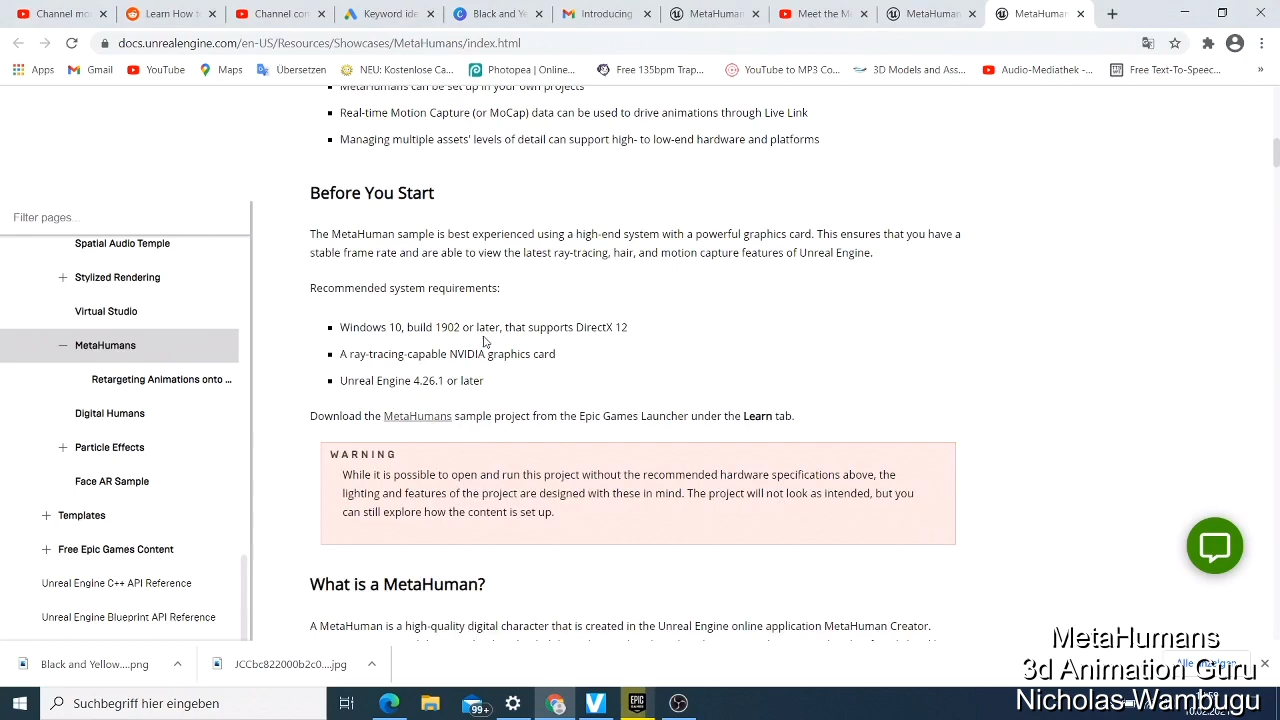 Channel m
Learn How t
Channel con
Keyword ide
Black and Ye
Introducing
MetaHuman
Meet the M
MetaHuman
MetaHuman
docs.unrealengine.com/en-US/Resources/Showcases/MetaHumans/index.html
Apps
Gmail
YouTube
Maps
Übersetzen
NEU: Kostenlose Ca...
Photopea | Online...
Free 135bpm Trap...
YouTube to MP3 Co...
3D Models and Ass...
Audio-Mediathek -...
Free Text-To-Speec...
»
MetaHumans can be set up in your own projects
Real-time Motion Capture (or MoCap) data can be used to drive animations through Live Link
Managing multiple assets' levels of detail can support high- to low-end hardware and platforms
Before You Start
Filter pages...
The MetaHuman sample is best experienced using a high-end system with a powerful graphics card. This ensures that you have a
stable frame rate and are able to view the latest ray-tracing, hair, and motion capture features of Unreal Engine.
Recommended system requirements:
Windows 10, build 1902 or later, that supports DirectX 12
A ray-tracing-capable NVIDIA graphics card
Unreal Engine 4.26.1 or later
Download the MetaHumans sample project from the Epic Games Launcher under the Learn tab.
WARNING
While it is possible to open and run this project without the recommended hardware specifications above, the
lighting and features of the project are designed with these in mind. The project will not look as intended, but you
can still explore how the content is set up.
What is a MetaHuman?
A MetaHuman is a high-quality digital character that is created in the Unreal Engine online application MetaHuman Creator.
Spatial Audio Temple
Stylized Rendering
Virtual Studio
MetaHumans
Retargeting Animations onto ...
Digital Humans
Particle Effects
Face AR Sample
Templates
Free Epic Games Content
Unreal Engine C++ API Reference
Unreal Engine Blueprint API Reference
Black and Yellow....png
JCCbc822000b2c0....jpg
Alle anzeigen
MetaHumans
3d Animation Guru
Nicholas Wambugu
Suchbegriff hier eingeben
99+
EPIC
GAMES